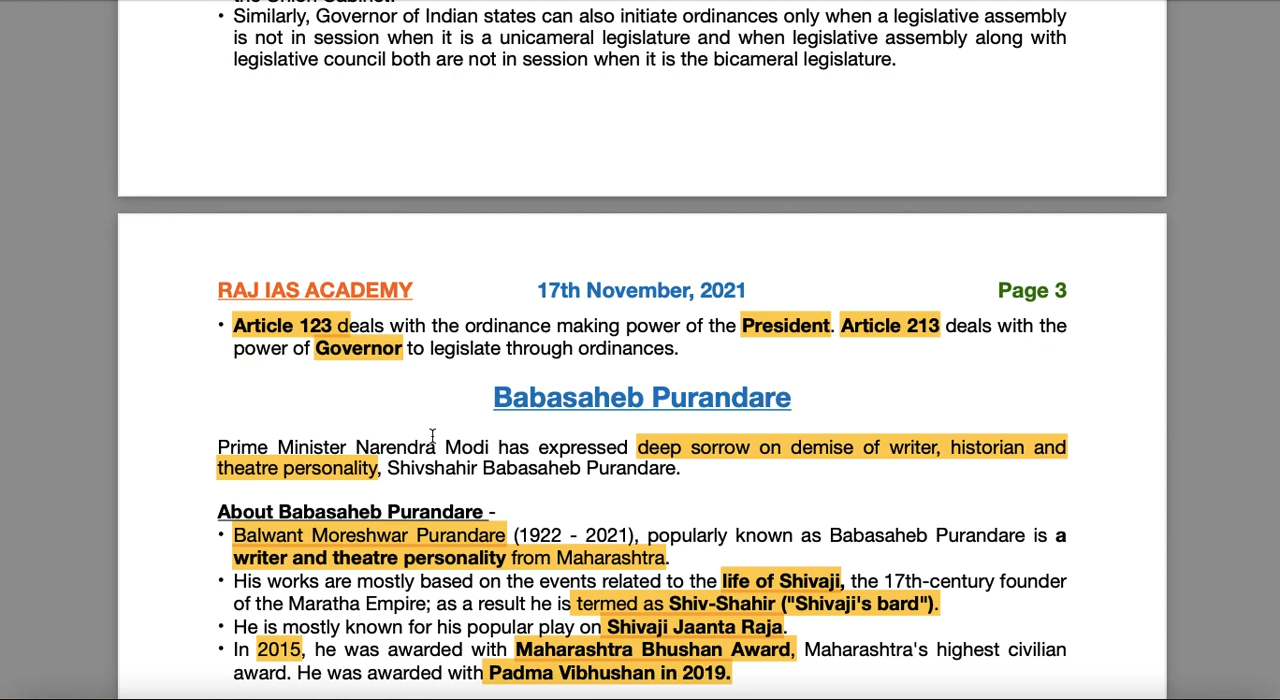 • Similarly, Governor of Indian states can also initiate ordinances only when a legislative assembly
is not in session when it is a unicameral legislature and when legislative assembly along with
legislative council both are not in session when it is the bicameral legislature.
RAJ IAS ACADEMY 17th November, 2021 Page 3
• Article 123 deals with the ordinance making power of the President. Article 213 deals with the
power of Governor to legislate through ordinances.
Babasaheb Purandare
Prime Minister Narendra Modi has expressed deep sorrow on demise of writer, historian and
theatre personality, Shivshahir Babasaheb Purandare.
About Babasaheb Purandare -
• Balwant Moreshwar Purandare (1922 - 2021), popularly known as Babasaheb Purandare is a
writer and theatre personality from Maharashtra.
• His works are mostly based on the events related to the life of Shivaji, the 17th-century founder
of the Maratha Empire; as a result he is termed as Shiv-Shahir ("Shivaji's bard").
• He is mostly known for his popular play on Shivaji Jaanta Raja.
• In 2015, he was awarded with Maharashtra Bhushan Award, Maharashtra's highest civilian
award. He was awarded with Padma Vibhushan in 2019.